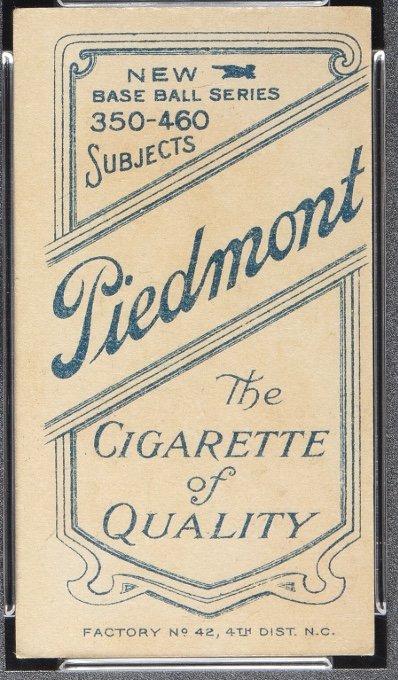 NEW
BASE BALL SERIES
350-460
SUBJECTS
Piedmont
The
CIGARETTE
of
QUALITY
FACTORY Nº 42, 4TH DIST. N.C.